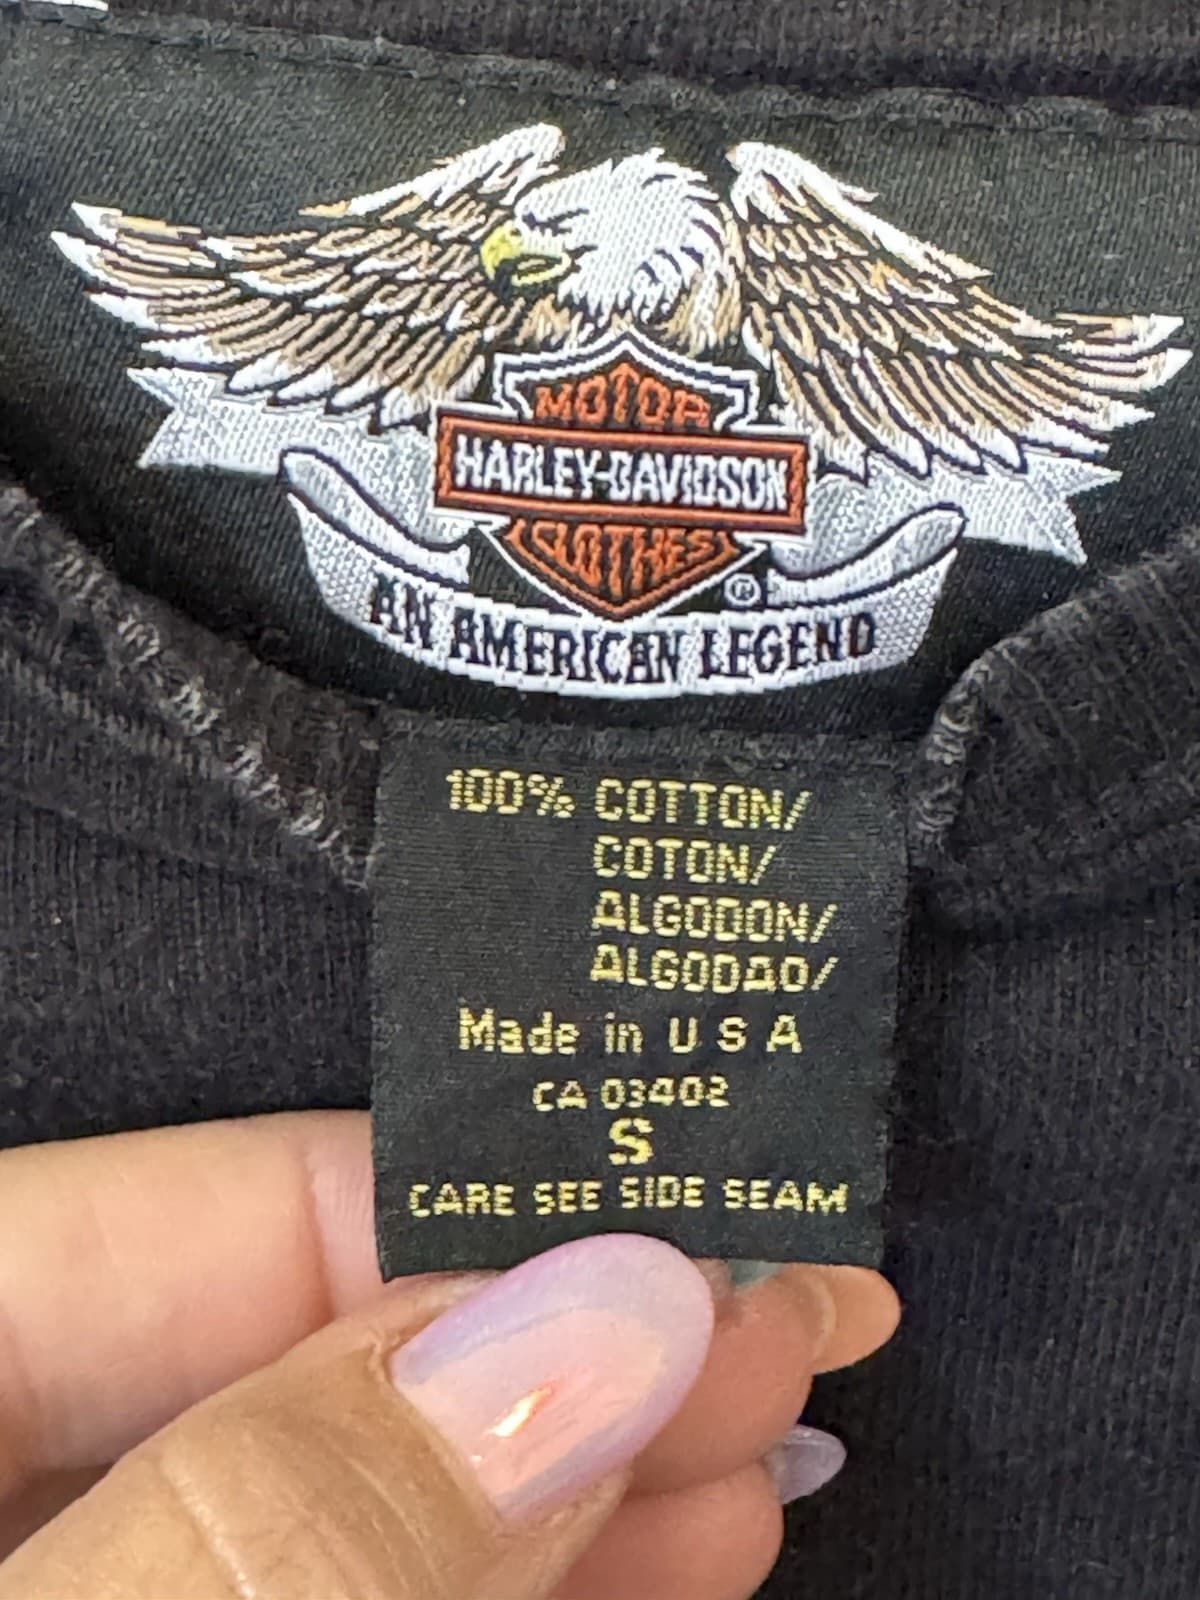 MOTOR
HARLEY-DAVIDSON
CLOTHES
®
AN AMERICAN LEGEND
100% COTTON/
COTON/
ALGODON/
ALGODAO/
Made in U S A
CA 03402
S
CARE SEE SIDE SEAM